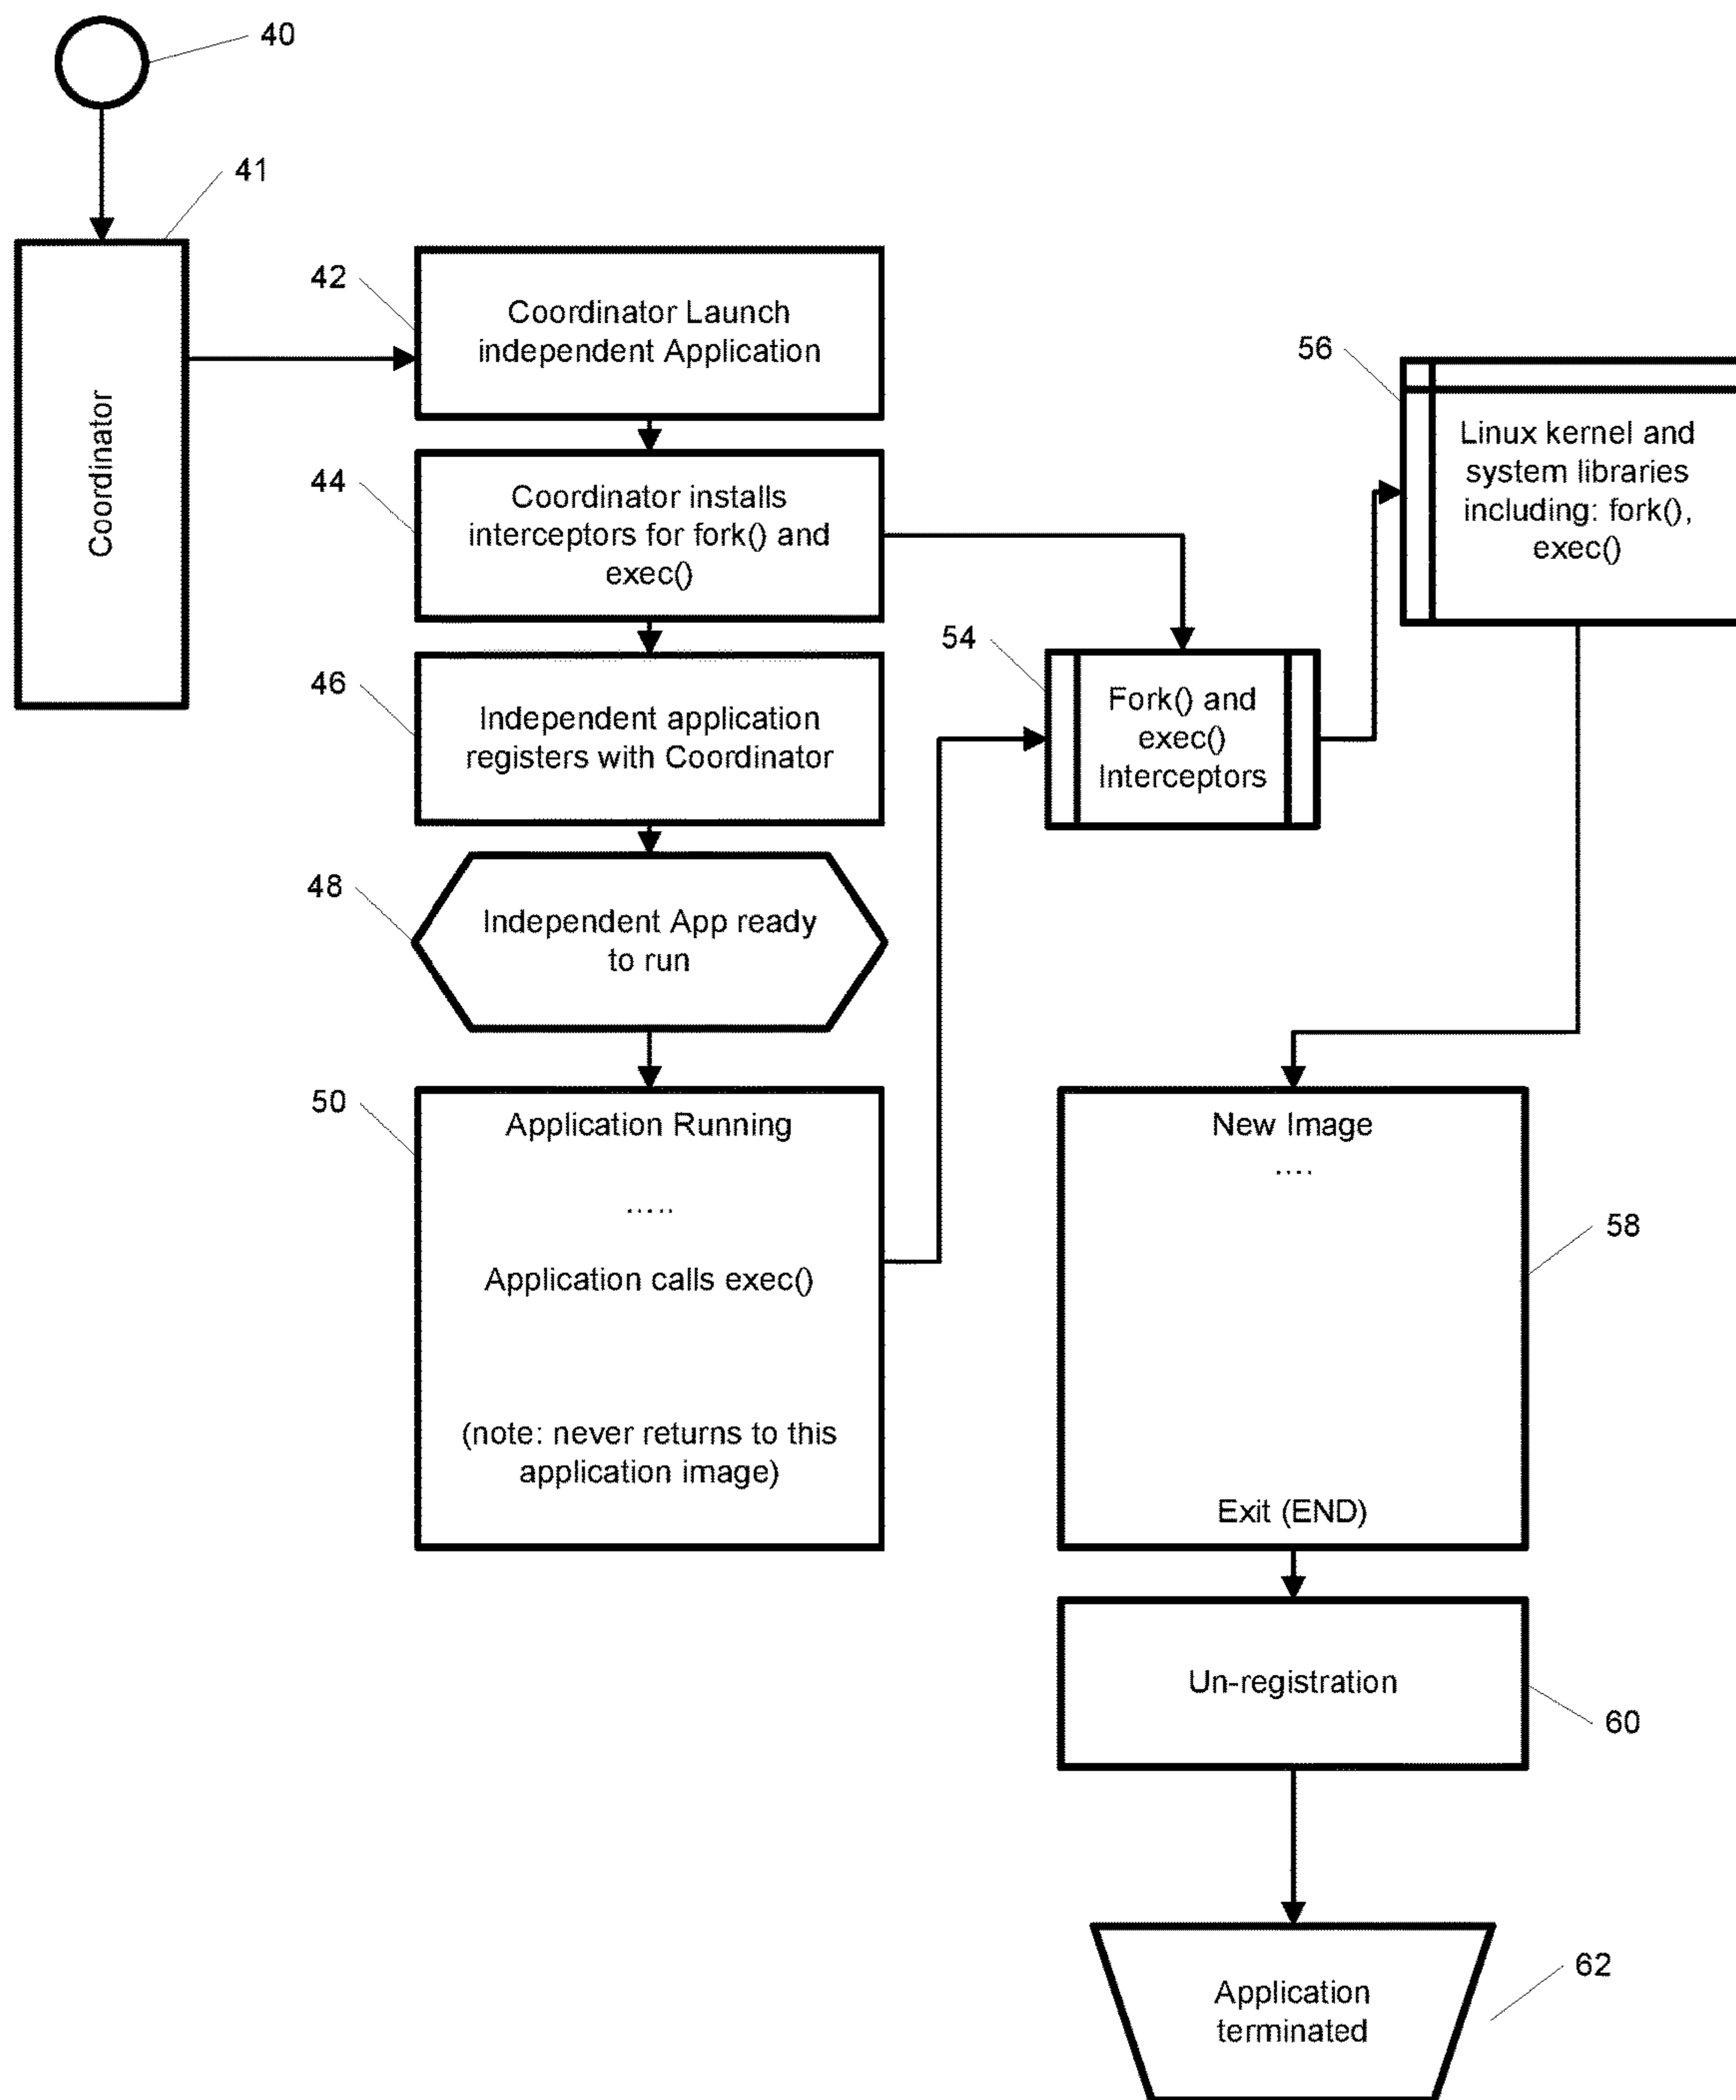 40
41
Coordinator
42
Coordinator Launch
independent Application
44
Coordinator installs
interceptors for fork() and
exec()
46
Independent application
registers with Coordinator
48
Independent App ready
to run
50
Application Running
.....
Application calls exec()
(note: never returns to this
application image)
54
Fork() and
exec()
Interceptors
56
Linux kernel and
system libraries
including: fork(),
exec()
New Image
....
Exit (END)
58
Un-registration
60
Application
terminated
62